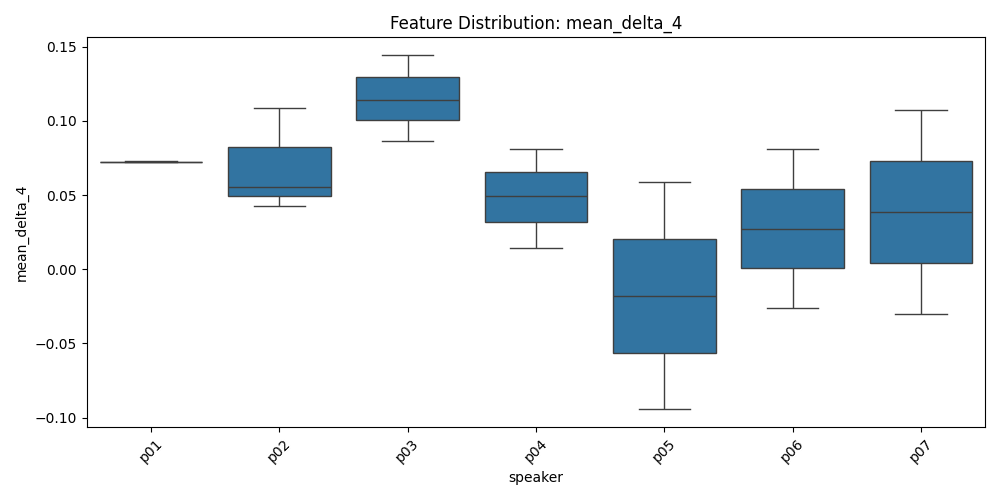 Feature Distribution: mean_delta_4
mean_delta_4
0.15
0.10
0.05
0.00
−0.05
−0.10
p01 p02 p03 p04 p05 p06 p07
speaker